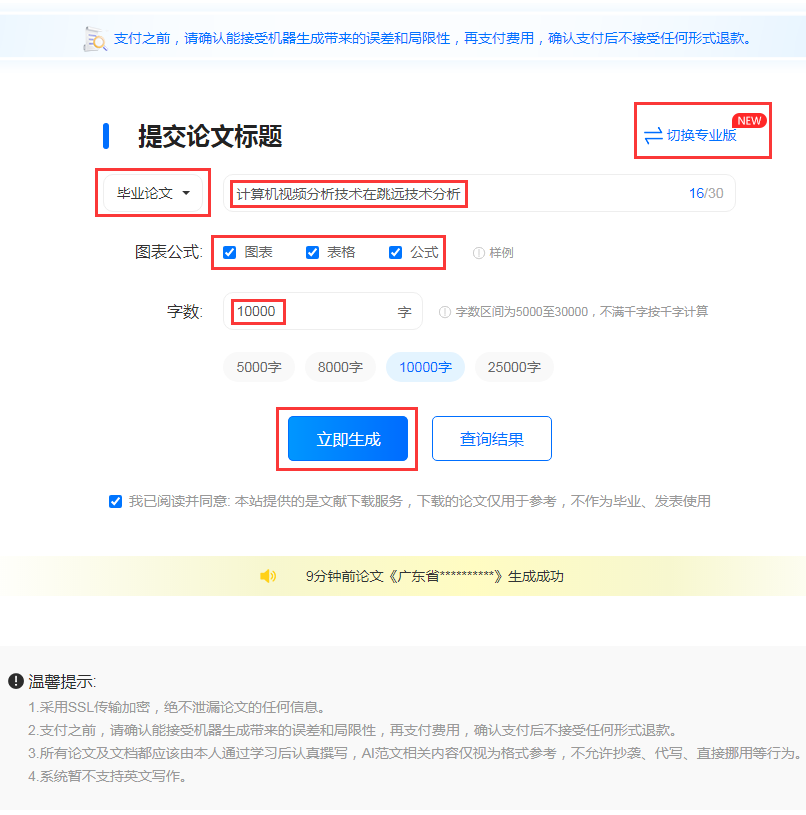 支付之前，请确认能接受机器生成带来的误差和局限性，再支付费用，确认支付后不接受任何形式退款。
提交论文标题
NEW
切换专业版
毕业论文 计算机视频分析技术在跳远技术分析 16/30
图表公式: 图表 表格 公式 样例
字数: 10000 字 字数区间为5000至30000，不满千字按千字计算
5000字 8000字 10000字 25000字
立即生成 查询结果
我已阅读并同意: 本站提供的是文献下载服务，下载的论文仅用于参考，不作为毕业、发表使用
9分钟前论文《广东省**********》生成成功
温馨提示:
1.采用SSL传输加密，绝不泄漏论文的任何信息。
2.支付之前，请确认能接受机器生成带来的误差和局限性，再支付费用，确认支付后不接受任何形式退款。
3.所有论文及文档都应该由本人通过学习后认真撰写，AI范文相关内容仅视为格式参考，不允许抄袭、代写、直接挪用等行为。
4.系统暂不支持英文写作。